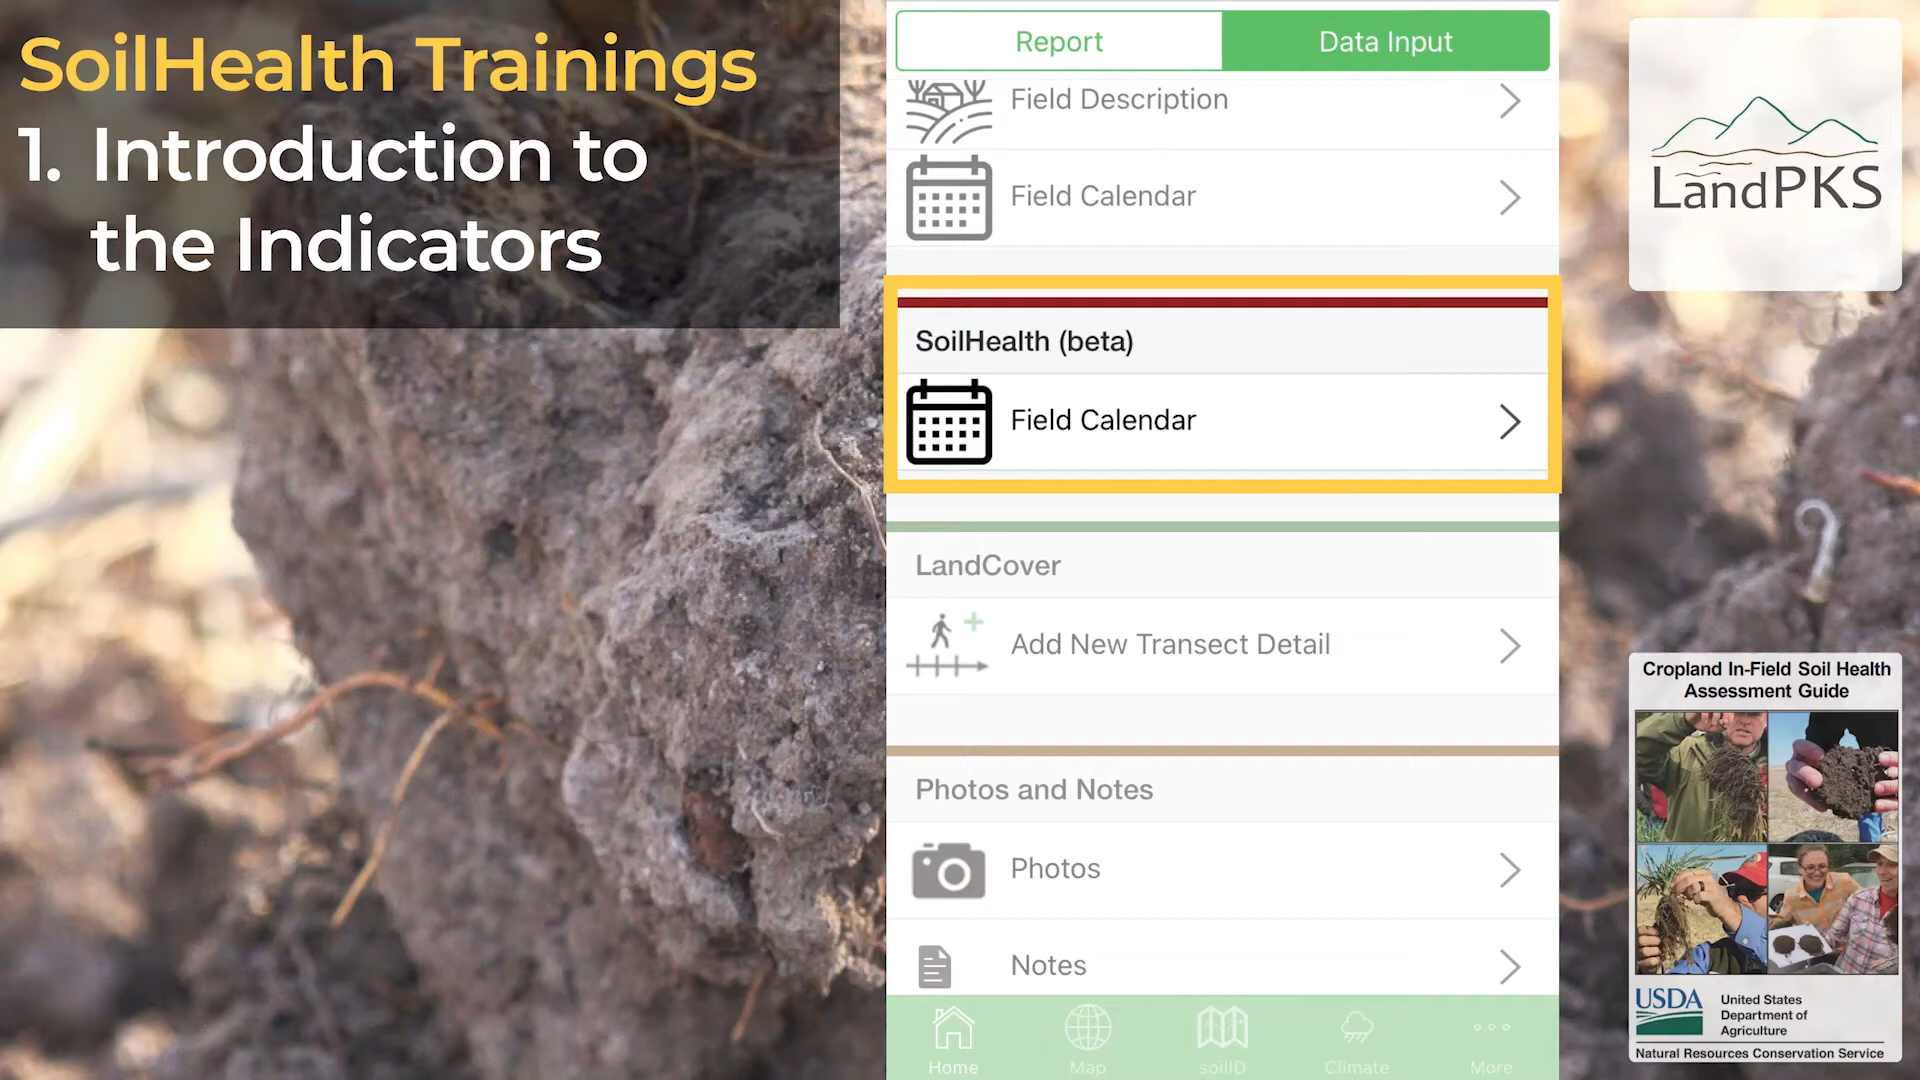 SoilHealth Trainings
1. Introduction to
the Indicators
Report
Data Input
Field Description
Field Calendar
SoilHealth (beta)
Field Calendar
LandCover
Add New Transect Detail
Photos and Notes
Photos
Notes
Home
Map
soilID
Climate
More
LandPKS
Cropland In-Field Soil Health
Assessment Guide
USDA
United States
Department of
Agriculture
Natural Resources Conservation Service